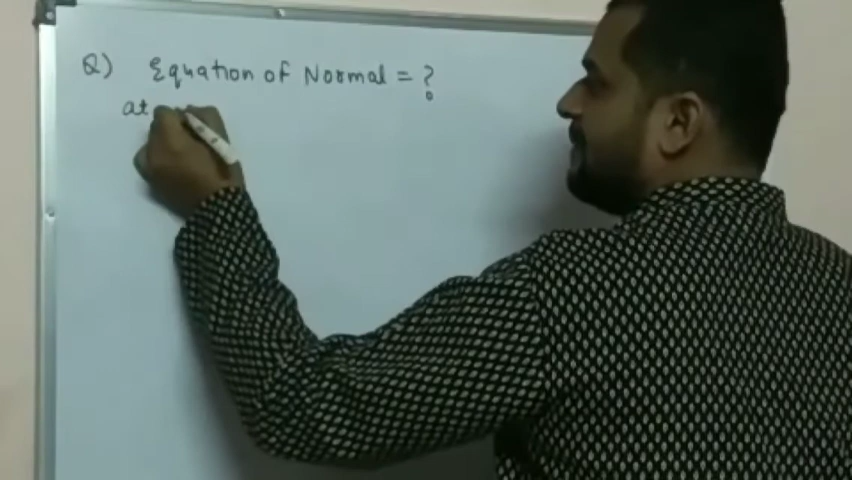 Q) Equation of Normal = ?
at